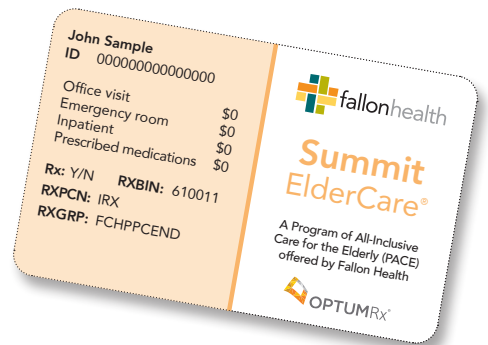 John Sample
ID 000000000000000
Office visit $0
Emergency room $0
Inpatient $0
Prescribed medications $0
Rx: Y/N RXBIN: 610011
RXPCN: IRX
RXGRP: FCHPPCEND
fallonhealth
Summit
ElderCare®
A Program of All-Inclusive
Care for the Elderly (PACE)
offered by Fallon Health
OPTUMRx®